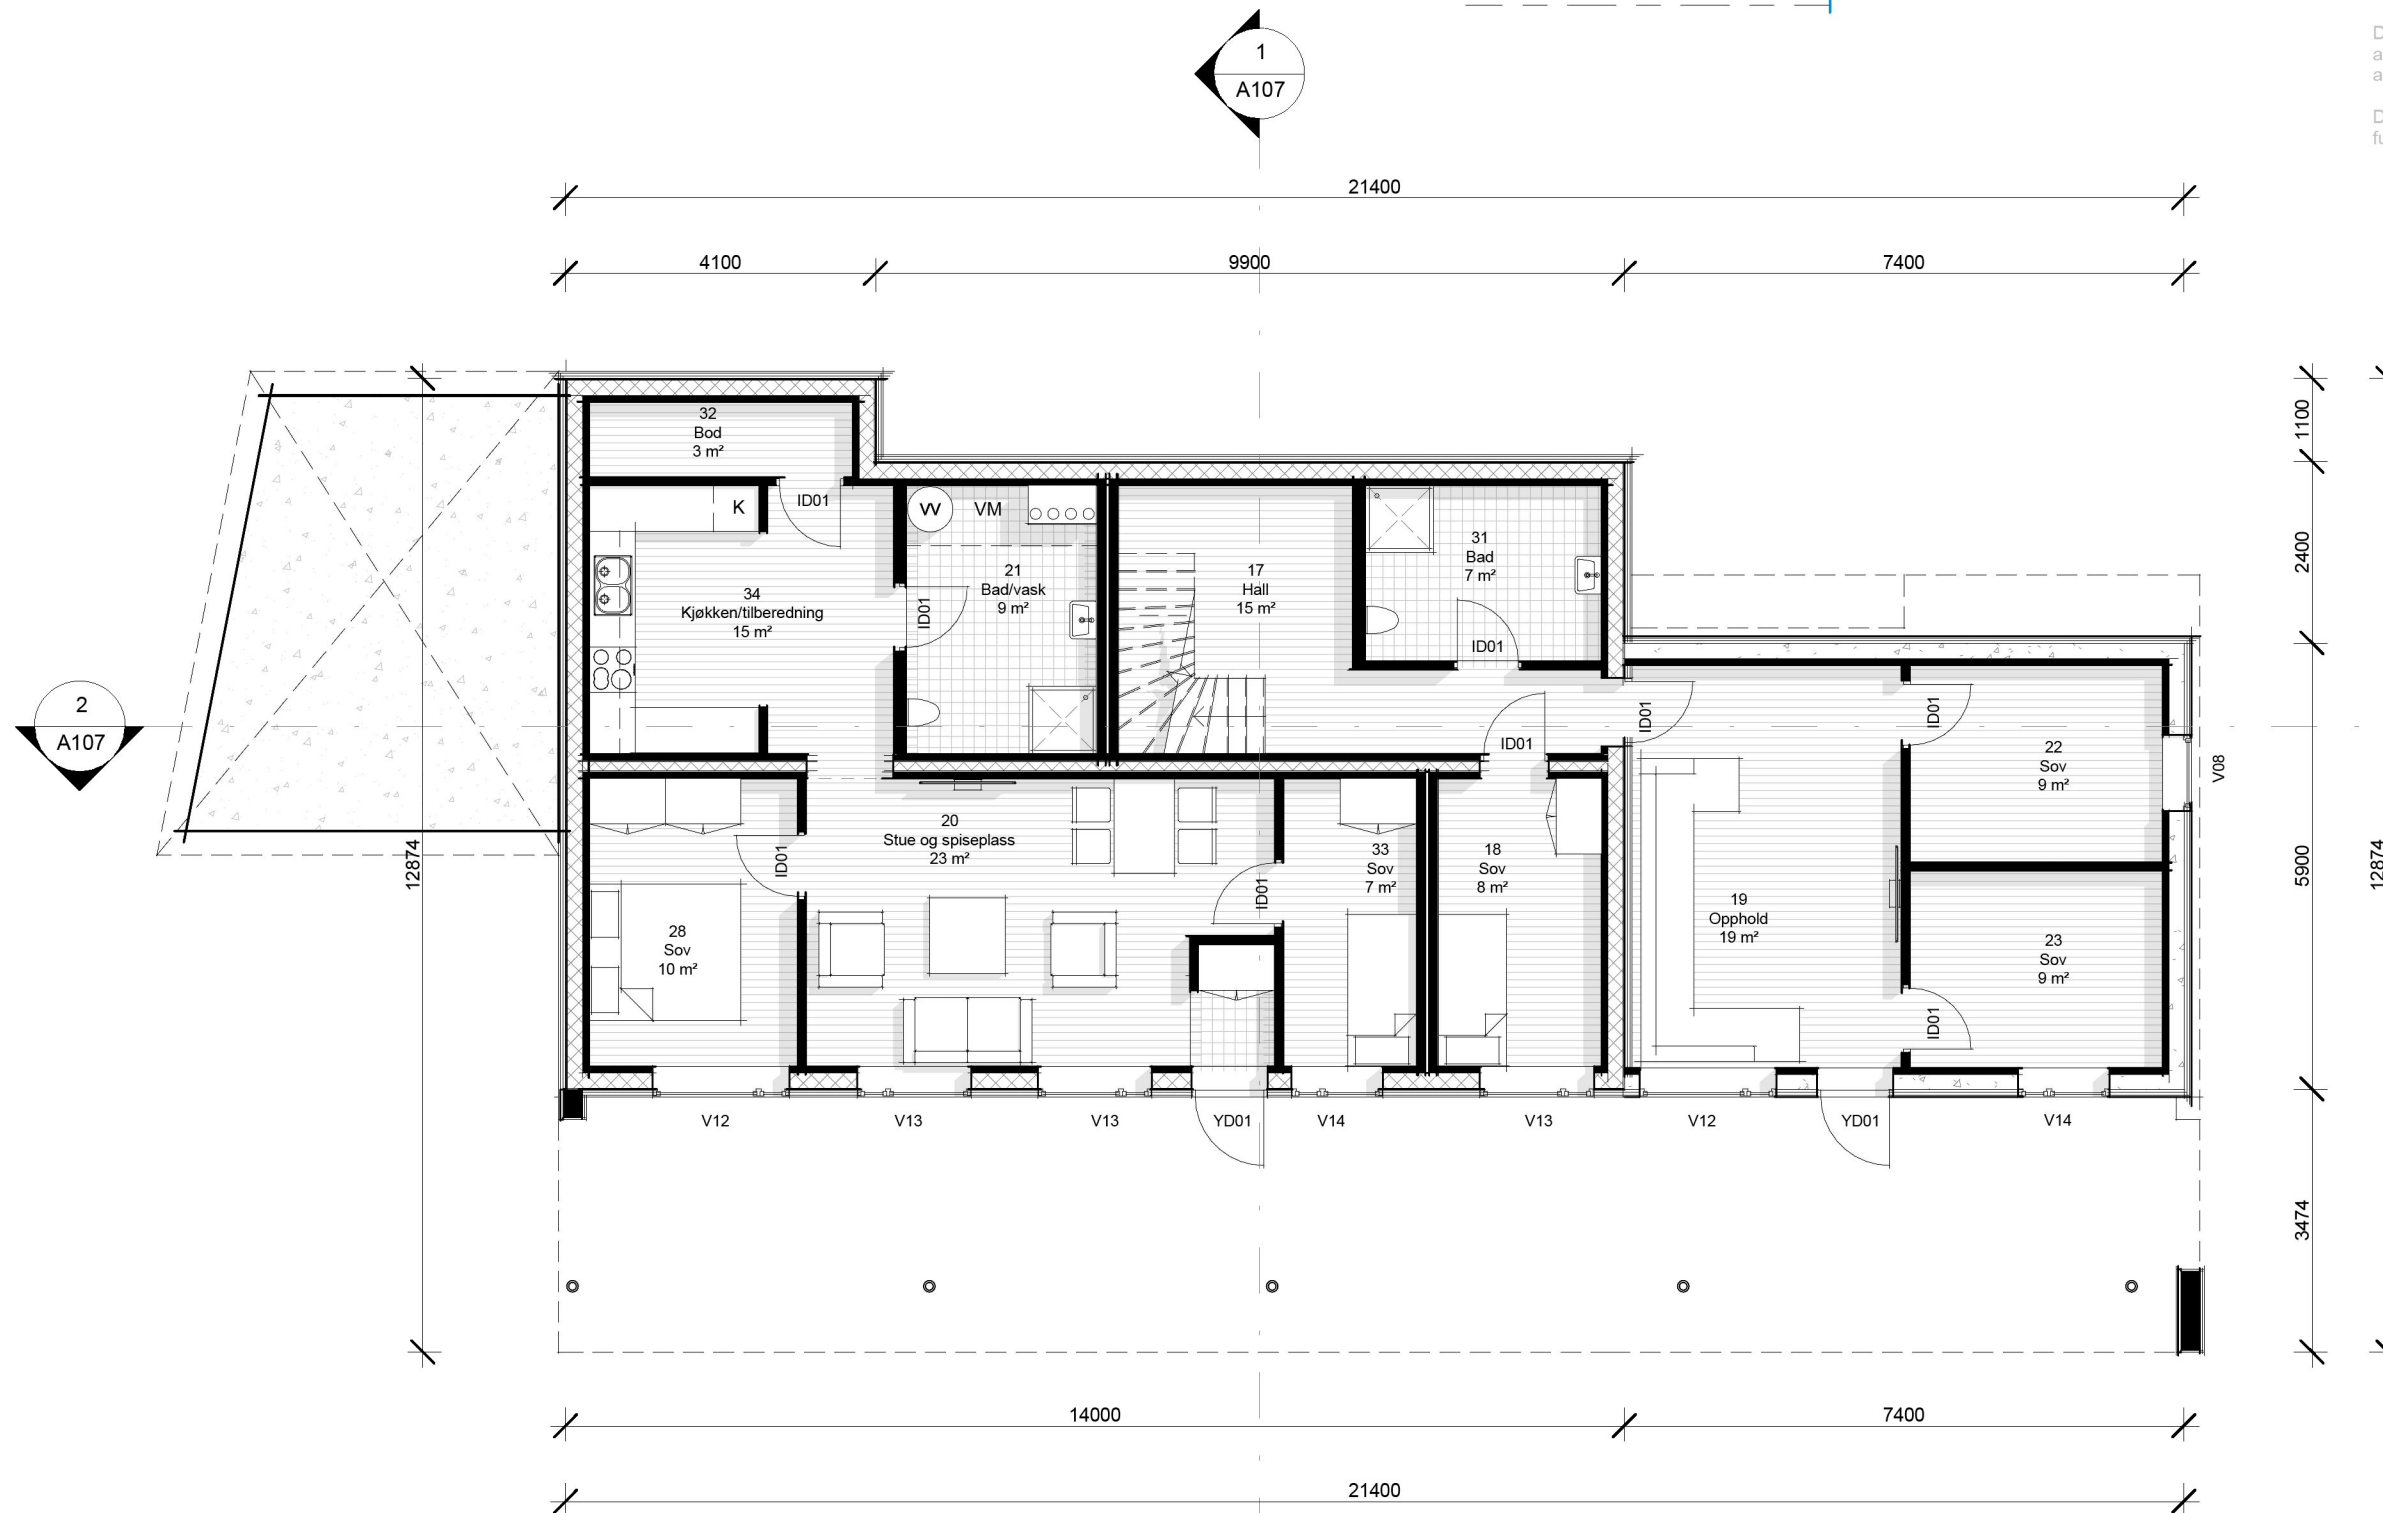 1
A107
D
a
a
D
fu
21400
4100
9900
7400
1100
2400
5900
3474
12874
12874
2
A107
32
Bod
3 m²
ID01
K
34
Kjøkken/tilberedning
15 m²
VV
VM
21
Bad/vask
9 m²
ID01
17
Hall
15 m²
31
Bad
7 m²
ID01
ID01
ID01
ID01
22
Sov
9 m²
V08
20
Stue og spiseplass
23 m²
ID01
28
Sov
10 m²
ID01
33
Sov
7 m²
18
Sov
8 m²
19
Opphold
19 m²
23
Sov
9 m²
ID01
V12
V13
V13
YD01
V14
V13
V12
YD01
V14
14000
7400
21400